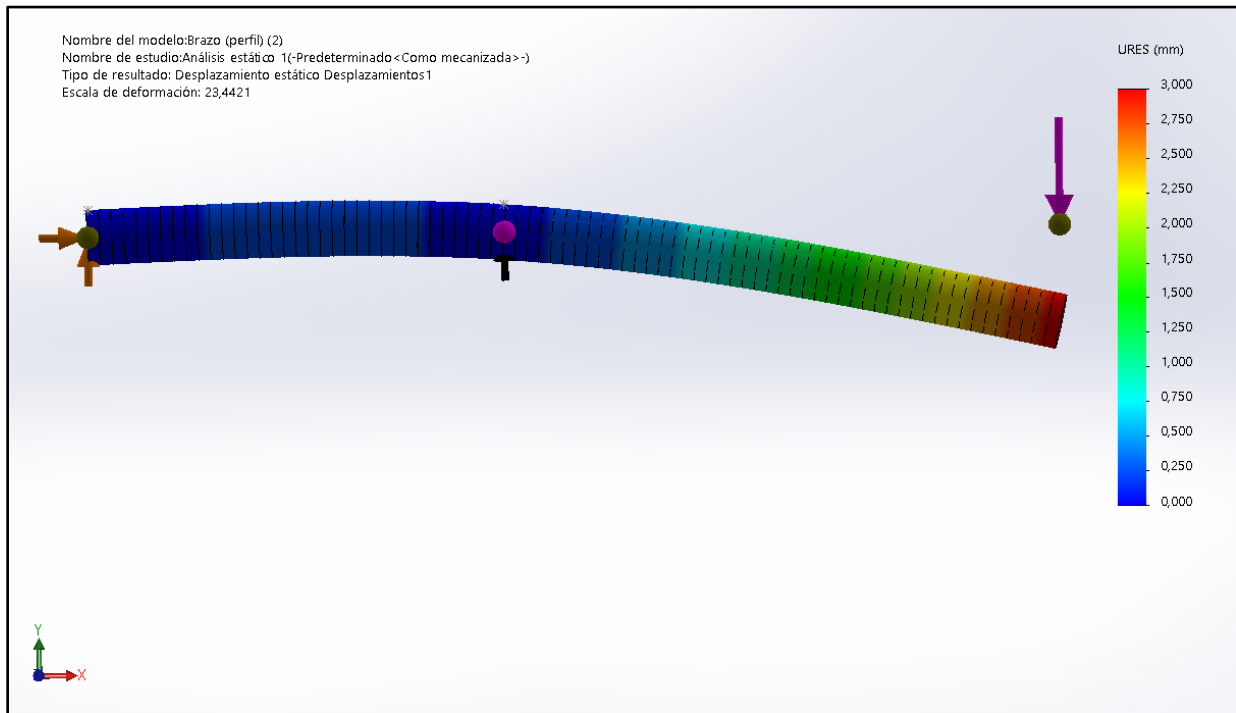 Nombre del modelo:Brazo (perfil) (2)
Nombre de estudio:Análisis estático 1(-Predeterminado<Como mecanizada>-)
Tipo de resultado: Desplazamiento estático Desplazamientos1
Escala de deformación: 23,4421
URES (mm)
3,000
2,750
2,500
2,250
2,000
1,750
1,500
1,250
1,000
0,750
0,500
0,250
0,000
Y
X